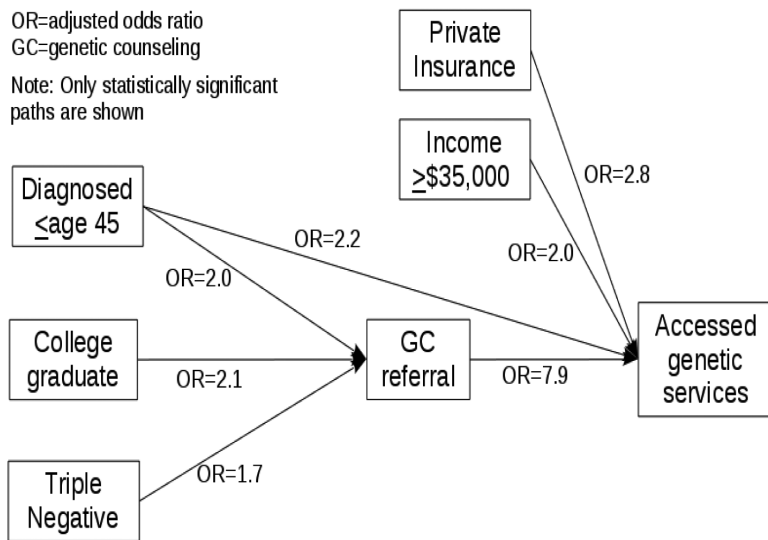 OR=adjusted odds ratio
GC=genetic counseling
Note: Only statistically significant
paths are shown
Private
Insurance
Income
≥$35,000
OR=2.8
Diagnosed
≤age 45
OR=2.2
OR=2.0
OR=2.0
College
graduate
OR=2.1
GC
referral
OR=7.9
Accessed
genetic
services
Triple
Negative
OR=1.7